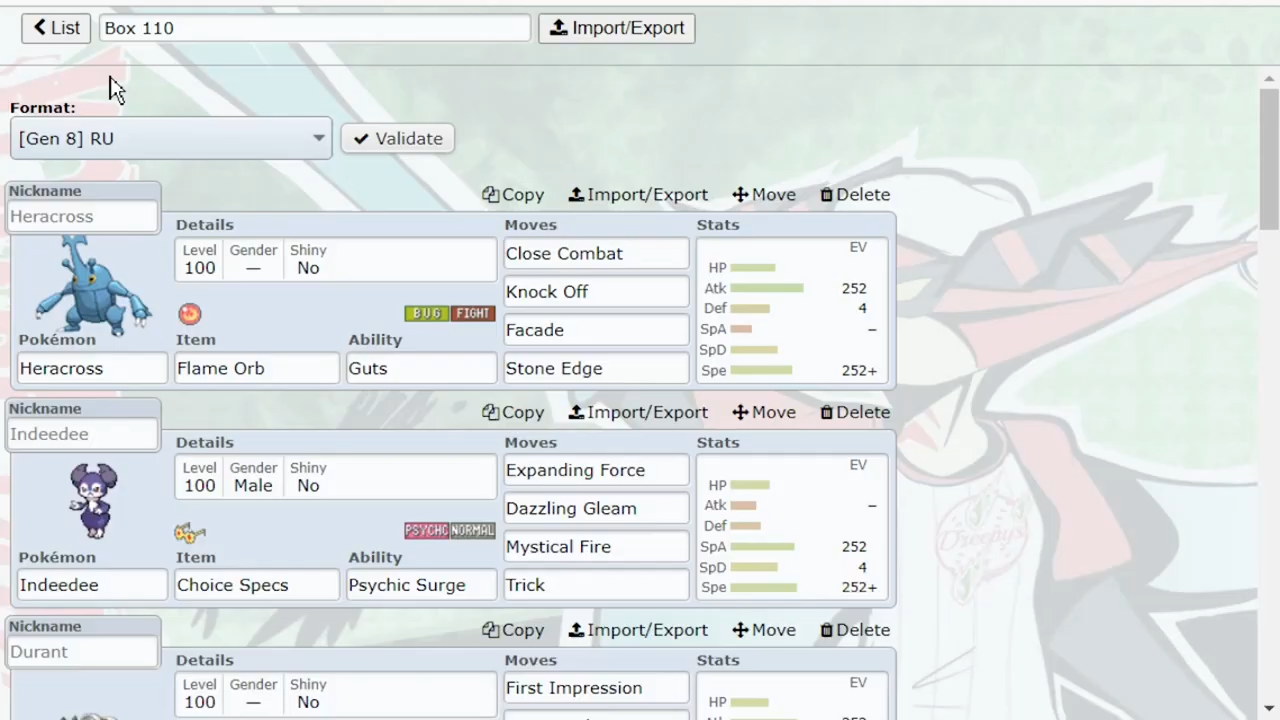 List
Box 110
Import/Export
Format:
[Gen 8] RU
Validate
Nickname
Heracross
Copy
Import/Export
Move
Delete
Details
Moves
Stats
Level Gender Shiny
100 — No
BUG FIGHT
Pokémon Item Ability
Heracross Flame Orb Guts
Close Combat
Knock Off
Facade
Stone Edge
EV
HP
Atk 252
Def 4
SpA –
SpD
Spe 252+
Nickname
Indeedee
Copy
Import/Export
Move
Delete
Details
Moves
Stats
Level Gender Shiny
100 Male No
PSYCHC NORMAL
Pokémon Item Ability
Indeedee Choice Specs Psychic Surge
Expanding Force
Dazzling Gleam
Mystical Fire
Trick
EV
HP
Atk –
Def
SpA 252
SpD 4
Spe 252+
Nickname
Durant
Copy
Import/Export
Move
Delete
Details
Moves
Stats
Level Gender Shiny
100 — No
First Impression
EV
HP